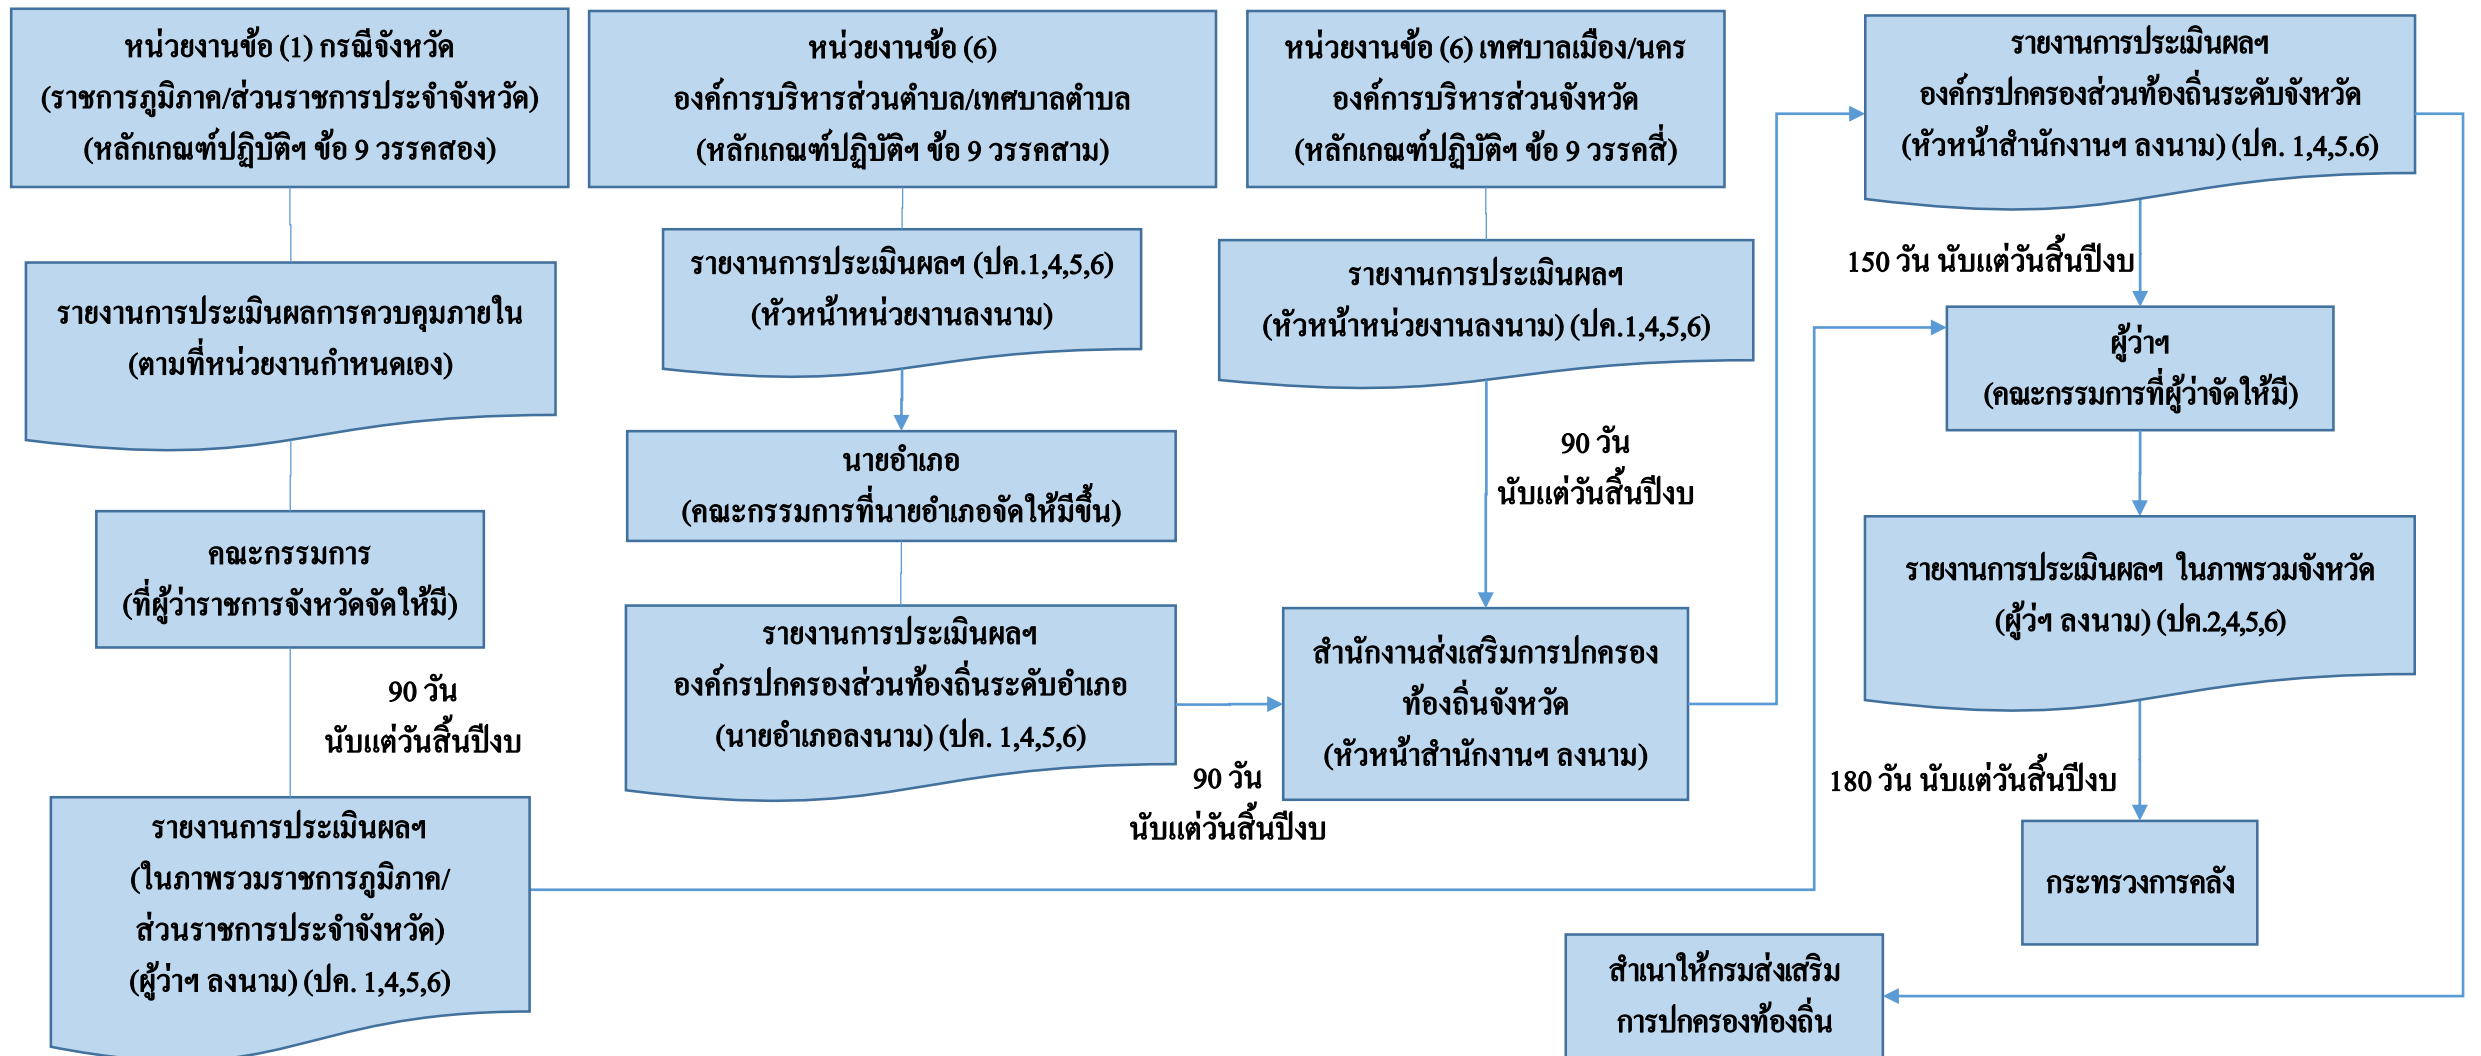 หน่วยงานข้อ (1) กรณีจังหวัด
(ราชการภูมิภาค/ส่วนราชการประจำจังหวัด)
(หลักเกณฑ์ปฏิบัติฯ ข้อ 9 วรรคสอง)
รายงานการประเมินผลการควบคุมภายใน
(ตามที่หน่วยงานกำหนดเอง)
คณะกรรมการ
(ที่ผู้ว่าราชการจังหวัดจัดให้มี)
90 วัน
นับแต่วันสิ้นปีงบ
รายงานการประเมินผลฯ
(ในภาพรวมราชการภูมิภาค/
ส่วนราชการประจำจังหวัด)
(ผู้ว่าฯ ลงนาม) (ปค. 1,4,5,6)
หน่วยงานข้อ (6)
องค์การบริหารส่วนตำบล/เทศบาลตำบล
(หลักเกณฑ์ปฏิบัติฯ ข้อ 9 วรรคสาม)
รายงานการประเมินผลฯ (ปค.1,4,5,6)
(หัวหน้าหน่วยงานลงนาม)
นายอำเภอ
(คณะกรรมการที่นายอำเภอจัดให้มีขึ้น)
รายงานการประเมินผลฯ
องค์กรปกครองส่วนท้องถิ่นระดับอำเภอ
(นายอำเภอลงนาม) (ปค. 1,4,5,6)
90 วัน
นับแต่วันสิ้นปีงบ
หน่วยงานข้อ (6) เทศบาลเมือง/นคร
องค์การบริหารส่วนจังหวัด
(หลักเกณฑ์ปฏิบัติฯ ข้อ 9 วรรคสี่)
รายงานการประเมินผลฯ
(หัวหน้าหน่วยงานลงนาม) (ปค.1,4,5,6)
90 วัน
นับแต่วันสิ้นปีงบ
สำนักงานส่งเสริมการปกครอง
ท้องถิ่นจังหวัด
(หัวหน้าสำนักงานฯ ลงนาม)
รายงานการประเมินผลฯ
องค์กรปกครองส่วนท้องถิ่นระดับจังหวัด
(หัวหน้าสำนักงานฯ ลงนาม) (ปค. 1,4,5.6)
150 วัน นับแต่วันสิ้นปีงบ
ผู้ว่าฯ
(คณะกรรมการที่ผู้ว่าจัดให้มี)
รายงานการประเมินผลฯ ในภาพรวมจังหวัด
(ผู้ว่ฯ ลงนาม) (ปค.2,4,5,6)
180 วัน นับแต่วันสิ้นปีงบ
กระทรวงการคลัง
สำเนาให้กรมส่งเสริม
การปกครองท้องถิ่น